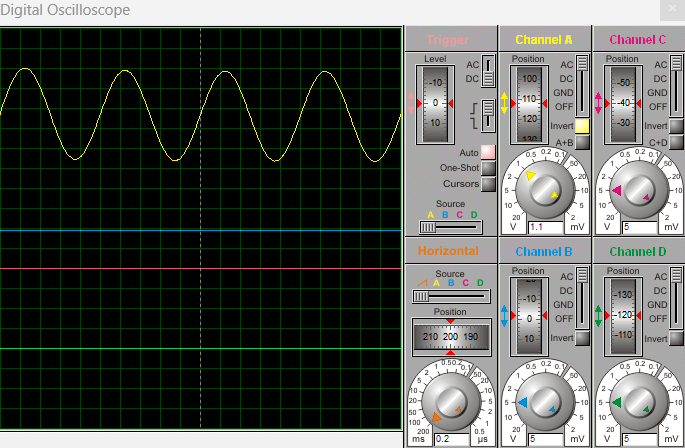 Digital Oscilloscope
×
Trigger
Level
-10
0
10
AC
DC
Auto
One-Shot
Cursors
Source
A B C D
Channel A
Position
100
110
120
130
AC
DC
GND
OFF
Invert
A+B
20 10 5 2 1 0.5 0.2 0.1 50 20 10 5 2
V 1.1 mV
Channel C
Position
-50
-40
-30
AC
DC
GND
OFF
Invert
C+D
20 10 5 2 1 0.5 0.2 0.1 50 20 10 5 2
V 5 mV
Horizontal
Source
A B C D
Position
210 200 190
200 100 50 20 10 5 2 1 0.5 0.2 0.1 50 20 10 5 2 1 0.5
ms 0.2 µs
Channel B
Position
-10
0
10
AC
DC
GND
OFF
Invert
20 10 5 2 1 0.5 0.2 0.1 50 20 10 5 2
V 5 mV
Channel D
Position
-130
-120
-110
AC
DC
GND
OFF
Invert
20 10 5 2 1 0.5 0.2 0.1 50 20 10 5 2
V 5 mV